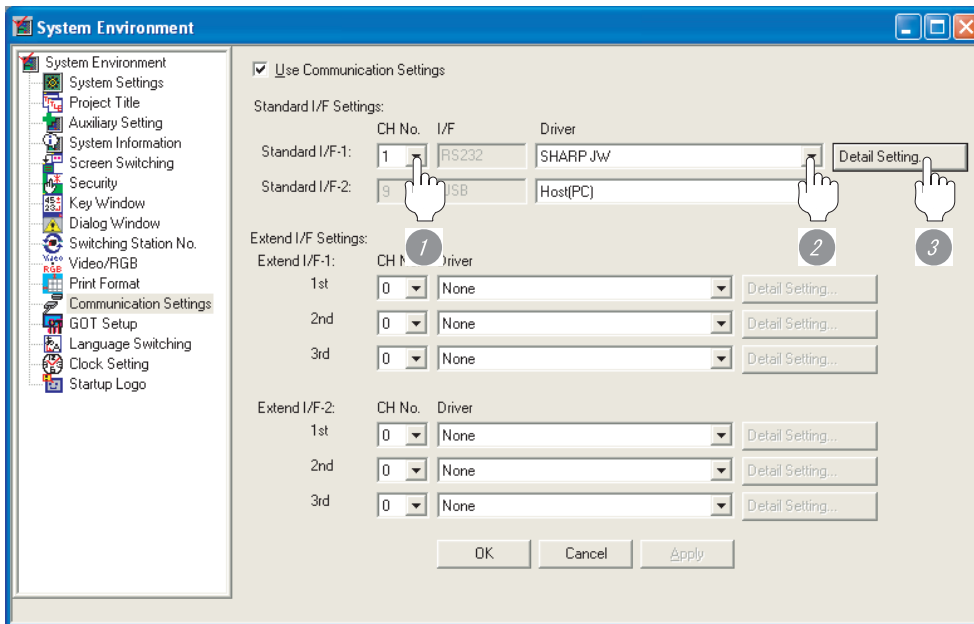 System Environment
System Environment
System Settings
Project Title
Auxiliary Setting
System Information
Screen Switching
Security
Key Window
Dialog Window
Switching Station No.
Video/RGB
Print Format
Communication Settings
GOT Setup
Language Switching
Clock Setting
Startup Logo
Use Communication Settings
Standard I/F Settings:
CH No. I/F Driver
Standard I/F-1: 1 RS232 SHARP JW Detail Setting...
Standard I/F-2: 9 USB Host(PC)
1 2 3
Extend I/F Settings:
Extend I/F-1: CH Driver
1st 0 None Detail Setting...
2nd 0 None Detail Setting...
3rd 0 None Detail Setting...
Extend I/F-2: CH No. Driver
1st 0 None Detail Setting...
2nd 0 None Detail Setting...
3rd 0 None Detail Setting...
OK Cancel Apply